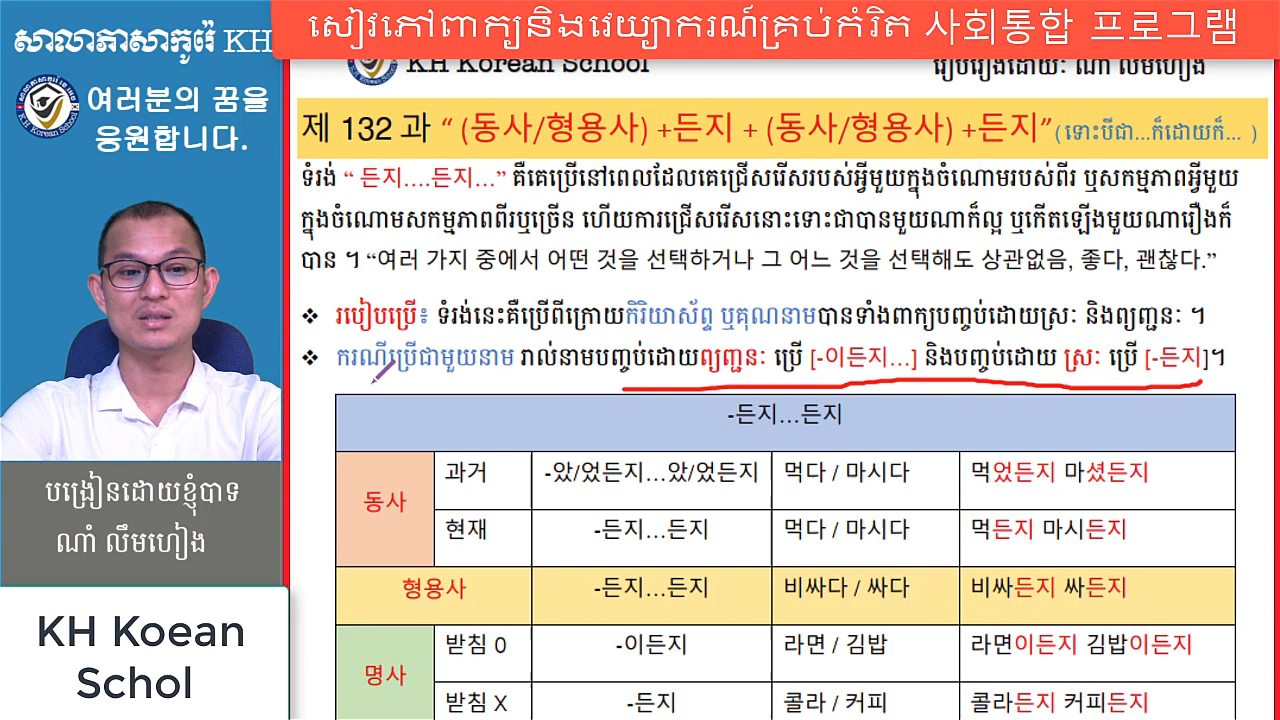 សៀវភៅពាក្យនិងវេយ្យាករណ៍គ្រប់កំរិត 사회통합 프로그램
សាលាភាសាកូរ៉េ KH
여러분의 꿈을
응원합니다.
KH Korean School
រៀបរៀងដោយ: ណាំ លឹមហៀង
제 132 과 “ (동사/형용사) +든지 + (동사/형용사) +든지” ( ទោះបីជា...ក៏ដោយក៏... )
ទំរង់ “ 든지....든지...” គឺគេប្រើនៅពេលដែលគេជ្រើសរើសរបស់អ្វីមួយក្នុងចំណោមរបស់ពីរ ឬសកម្មភាពអ្វីមួយ
ក្នុងចំណោមសកម្មភាពពីរឬច្រើន ហើយការជ្រើសរើសនោះទោះជាបានមួយណាក៏ល្អ ឬកើតឡើងមួយណារឿងក៏
បាន ។ “여러 가지 중에서 어떤 것을 선택하거나 그 어느 것을 선택해도 상관없음, 좋다, 괜찮다.”
❖ របៀបប្រើ៖ ទំរង់នេះគឺប្រើពីក្រោយកិរិយាស័ព្ទ ឬគុណនាមបានទាំងពាក្យបញ្ចប់ដោយស្រៈ និងព្យញ្ជនៈ ។
❖ ករណីប្រើជាមួយនាម រាល់នាមបញ្ចប់ដោយព្យញ្ជនៈ ប្រើ [-이든지...] និងបញ្ចប់ដោយ ស្រៈ ប្រើ [-든지]។
-든지...든지
동사 과거 -았/었든지...았/었든지 먹다 / 마시다 먹었든지 마셨든지
현재 -든지...든지 먹다 / 마시다 먹든지 마시든지
형용사 -든지...든지 비싸다 / 싸다 비싸든지 싸든지
명사 받침 0 -이든지 라면 / 김밥 라면이든지 김밥이든지
받침 X -든지 콜라 / 커피 콜라든지 커피든지
បង្រៀនដោយខ្ញុំបាទ
ណាំ លឹមហៀង
KH Koean
Schol